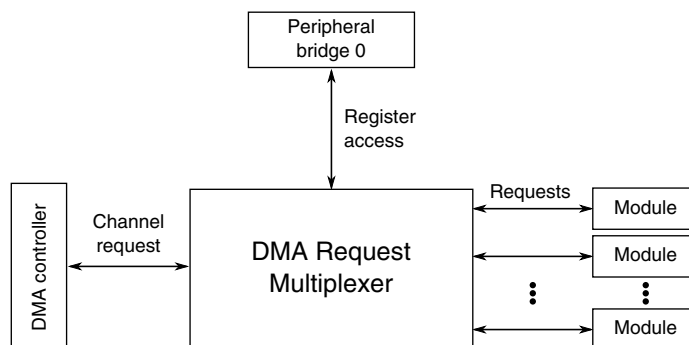 Peripheral
bridge 0
Register
access
DMA controller
Channel
request
DMA Request
Multiplexer
Requests
Module
Module
Module